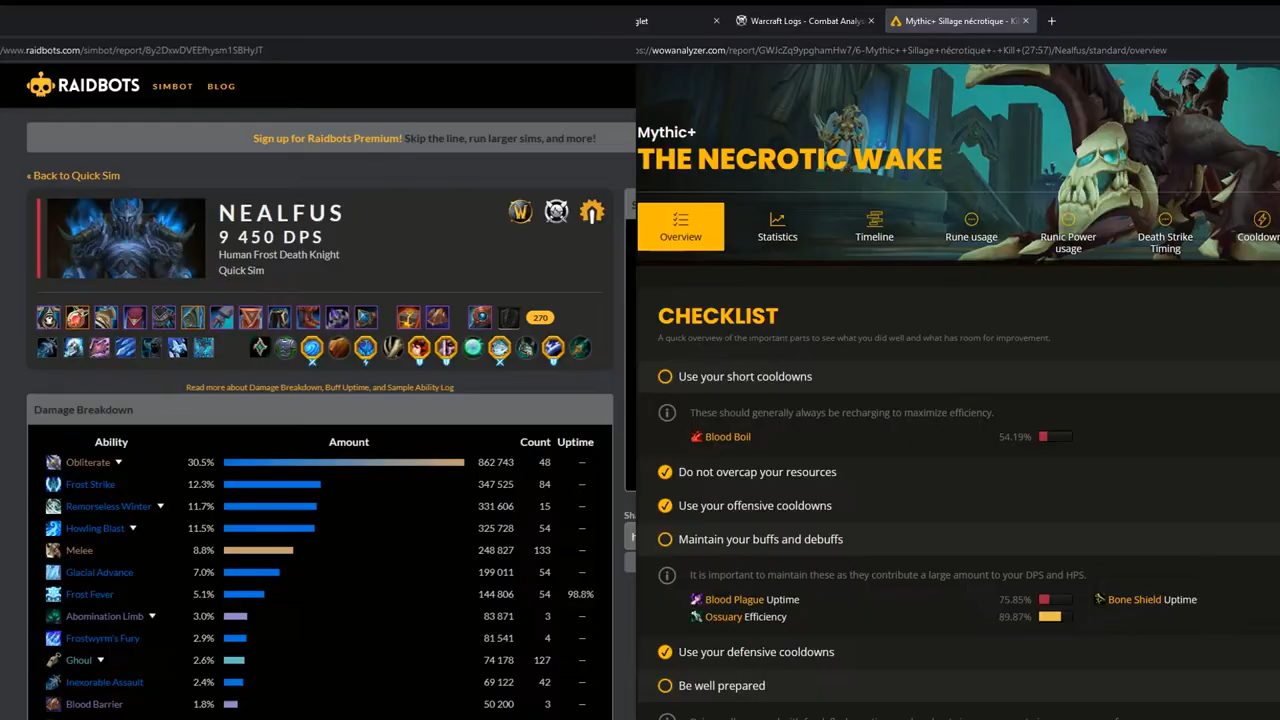 glet
Warcraft Logs - Combat Analys
Mythic+ Sillage nécrotique - Kil
/www.raidbots.com/simbot/report/8y2DxwDVEEfhysm1SBHyJT
s://wowanalyzer.com/report/GWJcZq9ypghamHw7/6-Mythic++Sillage+nécrotique+-+Kill+(27:57)/Nealfus/standard/overview
RAIDBOTS
SIMBOT
BLOG
Sign up for Raidbots Premium! Skip the line, run larger sims, and more!
« Back to Quick Sim
NEALFUS
9 450 DPS
Human Frost Death Knight
Quick Sim
270
Read more about Damage Breakdown, Buff Uptime, and Sample Ability Log
Damage Breakdown
Ability Amount Count Uptime
Obliterate 30.5% 862 743 48 —
Frost Strike 12.3% 347 525 84 —
Remorseless Winter 11.7% 331 606 15 —
Howling Blast 11.5% 325 728 54 —
Melee 8.8% 248 827 133 —
Glacial Advance 7.0% 199 011 54 —
Frost Fever 5.1% 144 806 54 98.8%
Abomination Limb 3.0% 83 871 3 —
Frostwyrm's Fury 2.9% 81 541 4 —
Ghoul 2.6% 74 178 127 —
Inexorable Assault 2.4% 69 122 42 —
Blood Barrier 1.8% 50 200 3 —
Mythic+
THE NECROTIC WAKE
Overview
Statistics
Timeline
Rune usage
Runic Power
usage
Death Strike
Timing
Cooldow
CHECKLIST
A quick overview of the important parts to see what you did well and what has room for improvement.
Use your short cooldowns
These should generally always be recharging to maximize efficiency.
Blood Boil 54.19%
Do not overcap your resources
Use your offensive cooldowns
Maintain your buffs and debuffs
It is important to maintain these as they contribute a large amount to your DPS and HPS.
Blood Plague Uptime 75.85% Bone Shield Uptime
Ossuary Efficiency 89.87%
Use your defensive cooldowns
Be well prepared